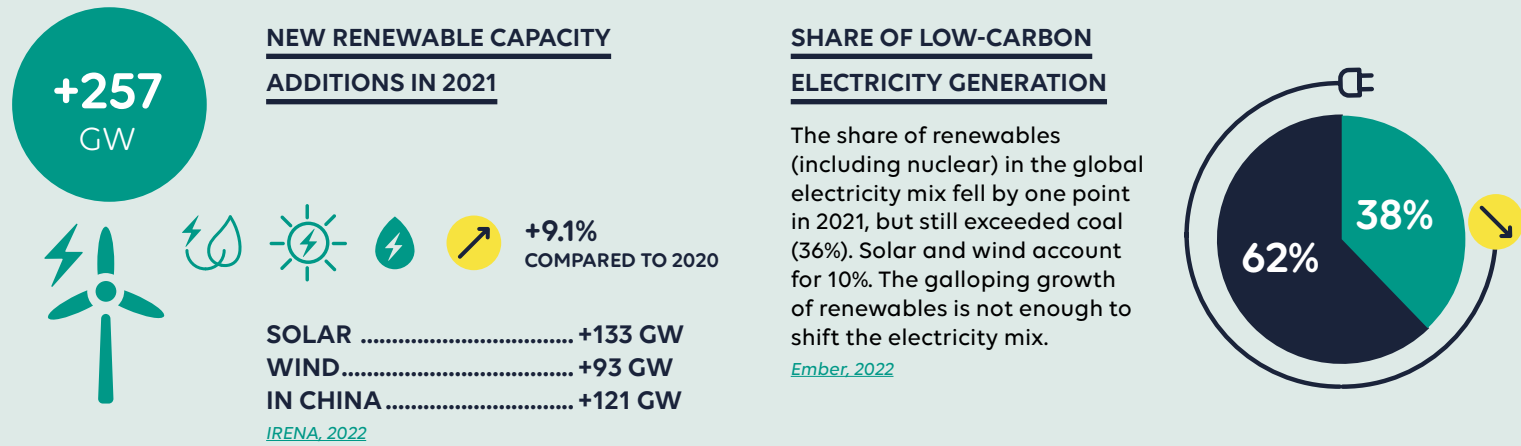 +257
GW
NEW RENEWABLE CAPACITY
ADDITIONS IN 2021
+9.1%
COMPARED TO 2020
SOLAR ................................. +133 GW
WIND.................................... +93 GW
IN CHINA ............................. +121 GW
IRENA, 2022
SHARE OF LOW-CARBON
ELECTRICITY GENERATION
The share of renewables
(including nuclear) in the global
electricity mix fell by one point
in 2021, but still exceeded coal
(36%). Solar and wind account
for 10%. The galloping growth
of renewables is not enough to
shift the electricity mix.
Ember, 2022
38%
62%